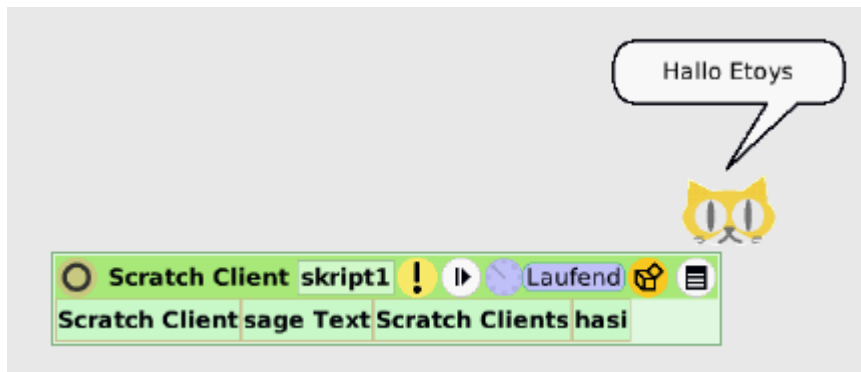 Hallo Etoys
Scratch Client skript1 ! Laufend
Scratch Client sage Text Scratch Clients hasi